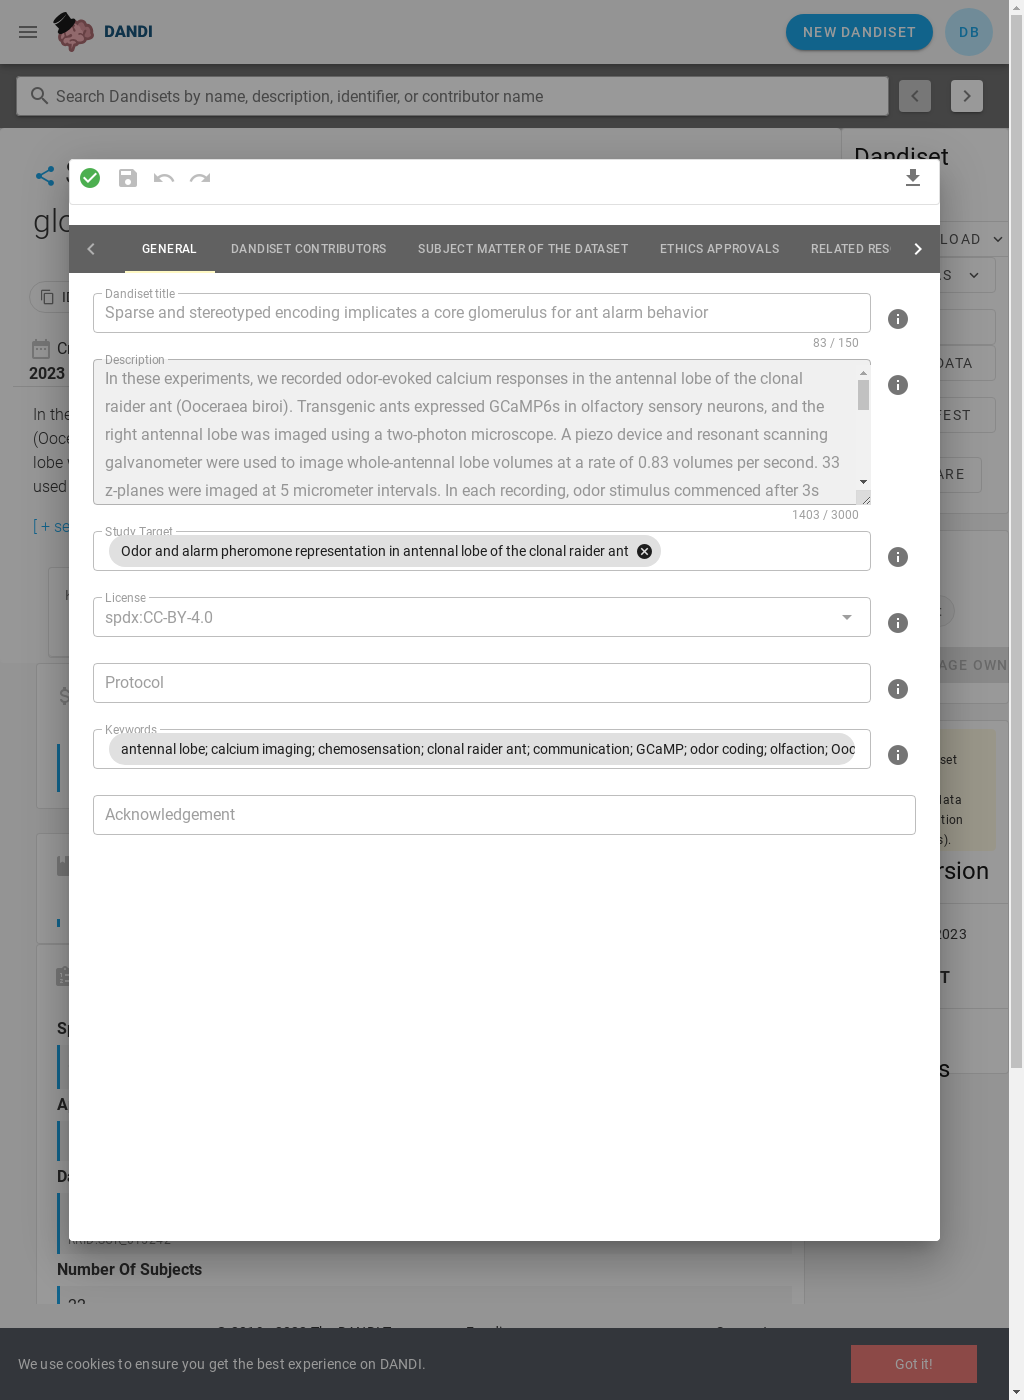 DANDI
NEW DANDISET
DB
Search Dandisets by name, description, identifier, or contributor name
Dandiset
glo
GENERAL
DANDISET CONTRIBUTORS
SUBJECT MATTER OF THE DATASET
ETHICS APPROVALS
RELATED RES
LOAD
Dandiset title
Sparse and stereotyped encoding implicates a core glomerulus for ant alarm behavior
83 / 150
2023
Description
In these experiments, we recorded odor-evoked calcium responses in the antennal lobe of the clonal
raider ant (Ooceraea biroi). Transgenic ants expressed GCaMP6s in olfactory sensory neurons, and the
right antennal lobe was imaged using a two-photon microscope. A piezo device and resonant scanning
galvanometer were used to image whole-antennal lobe volumes at a rate of 0.83 volumes per second. 33
z-planes were imaged at 5 micrometer intervals. In each recording, odor stimulus commenced after 3s
1403 / 3000
In the
(Ooce
lobe
used
[ + se
DATA
ARE
Study Target
Odor and alarm pheromone representation in antennal lobe of the clonal raider ant
License
spdx:CC-BY-4.0
AGE OWN
Protocol
Keywords
antennal lobe; calcium imaging; chemosensation; clonal raider ant; communication; GCaMP; odor coding; olfaction; Ooc
Acknowledgement
set
lata
tion
s).
rsion
2023
T
s
Sp
A
Da
Number Of Subjects
We use cookies to ensure you get the best experience on DANDI.
Got it!